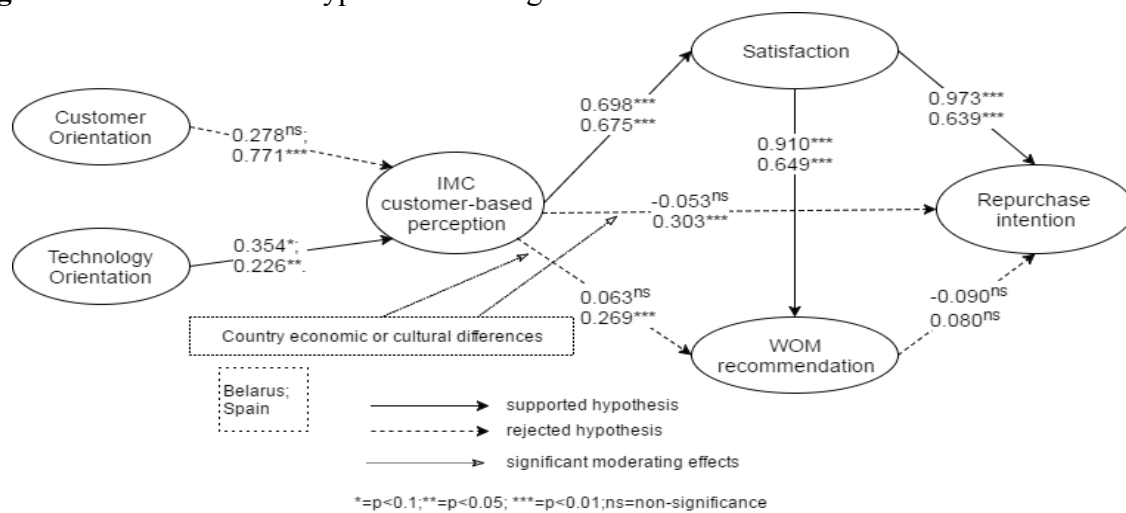 Satisfaction
Customer
Orientation
0.278ns;
0.771***
0.698***
0.675***
0.973***
0.639***
0.910***
0.649***
IMC
customer-based
perception
-0.053ns
0.303***
Repurchase
intention
Technology
Orientation
0.354*;
0.226**.
0.063ns
0.269***
-0.090ns
0.080ns
Country economic or cultural differences
WOM
recommendation
Belarus;
Spain
supported hypothesis
rejected hypothesis
significant moderating effects
*=p<0.1;**=p<0.05; ***=p<0.01;ns=non-significance